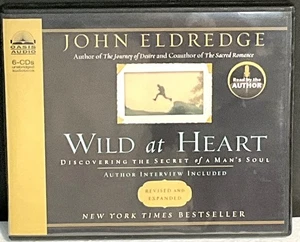 OASIS
AUDIO
6-CDs
JOHN ELDREDGE
Author of The Journey of Desire and Coauthor of The Sacred Romance
Read by the
AUTHOR
WILD at HEART
DISCOVERING THE SECRET of A MAN'S SOUL
AUTHOR INTERVIEW INCLUDED
REVISED AND
EXPANDED
NEW YORK TIMES BESTSELLER